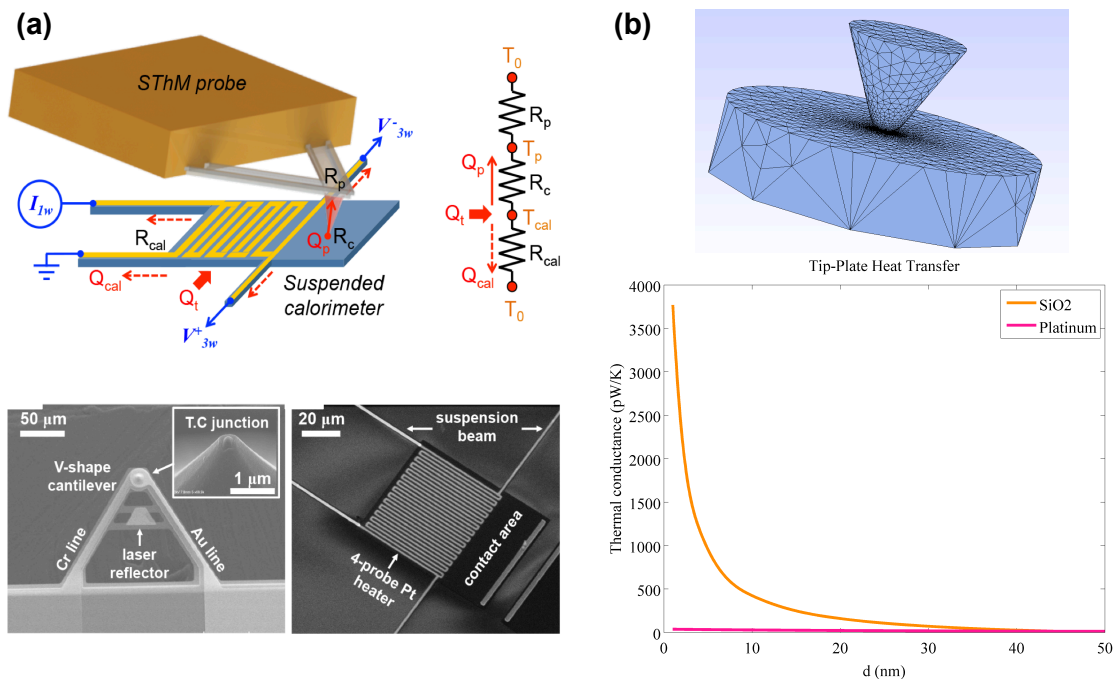 (a)
SThM probe
V⁻3w
I1w
Rp
Rcal
Qp
Rc
Qcal
Qt
V⁺3w
Suspended
calorimeter
T0
Rp
Tp
Qp
Rc
Qt
Tcal
Rcal
Qcal
T0
50 μm
T.C junction
V-shape
cantilever
1 μm
Cr line
Au line
laser
reflector
20 μm
suspension
beam
contact area
4-probe Pt
heater
(b)
Tip-Plate Heat Transfer
4000
SiO2
Platinum
3500
3000
2500
2000
1500
1000
500
0
Thermal conductance (pW/K)
0
10
20
30
40
50
d (nm)